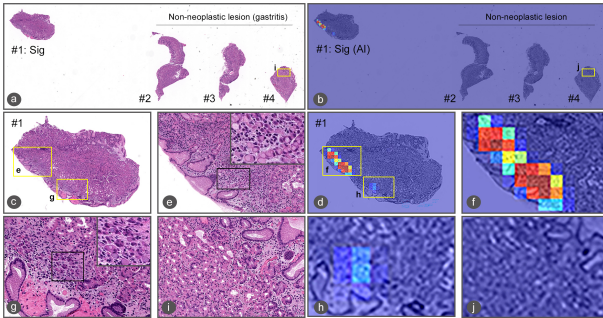 Non-neoplastic lesion (gastritis)
#1: Sig
i
#2
#3
#4
a
Non-neoplastic lesion
#1: Sig (AI)
j
#2
#3
#4
b
#1
e
g
c
e
#1
f
h
d
f
g
i
h
j